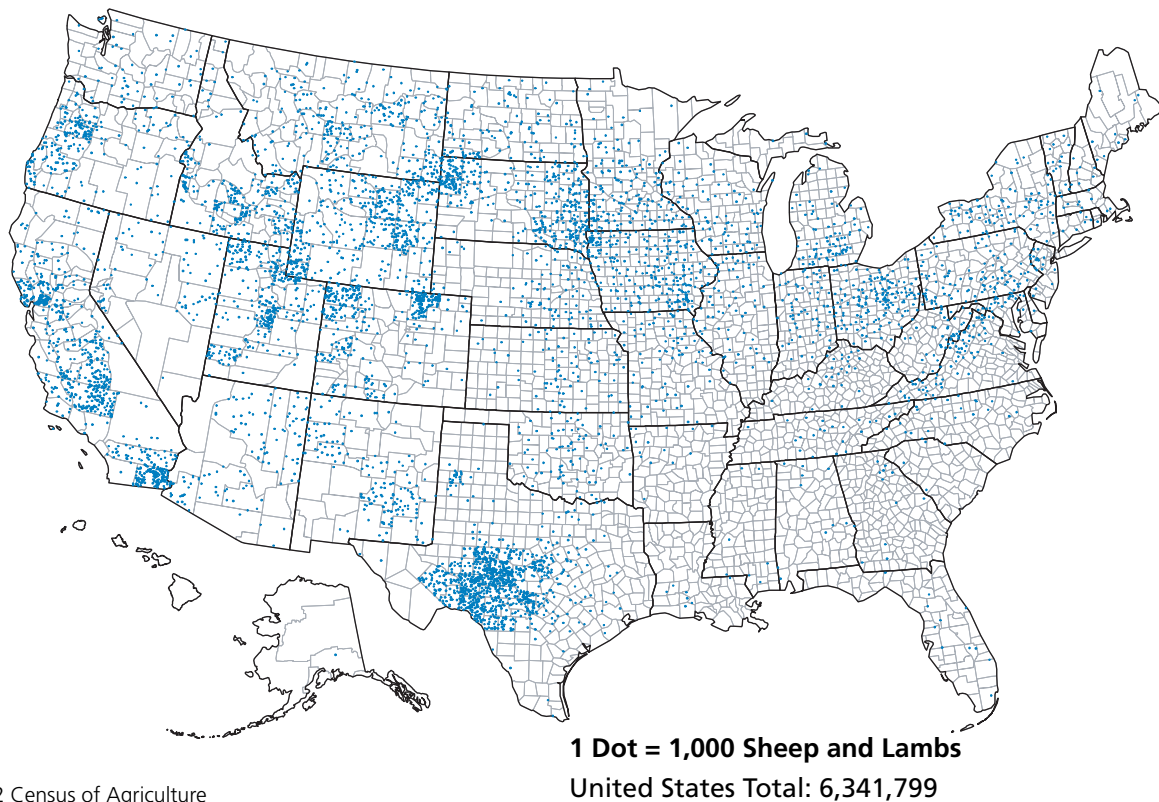 1 Dot = 1,000 Sheep and Lambs
United States Total: 6,341,799
2 Census of Agriculture